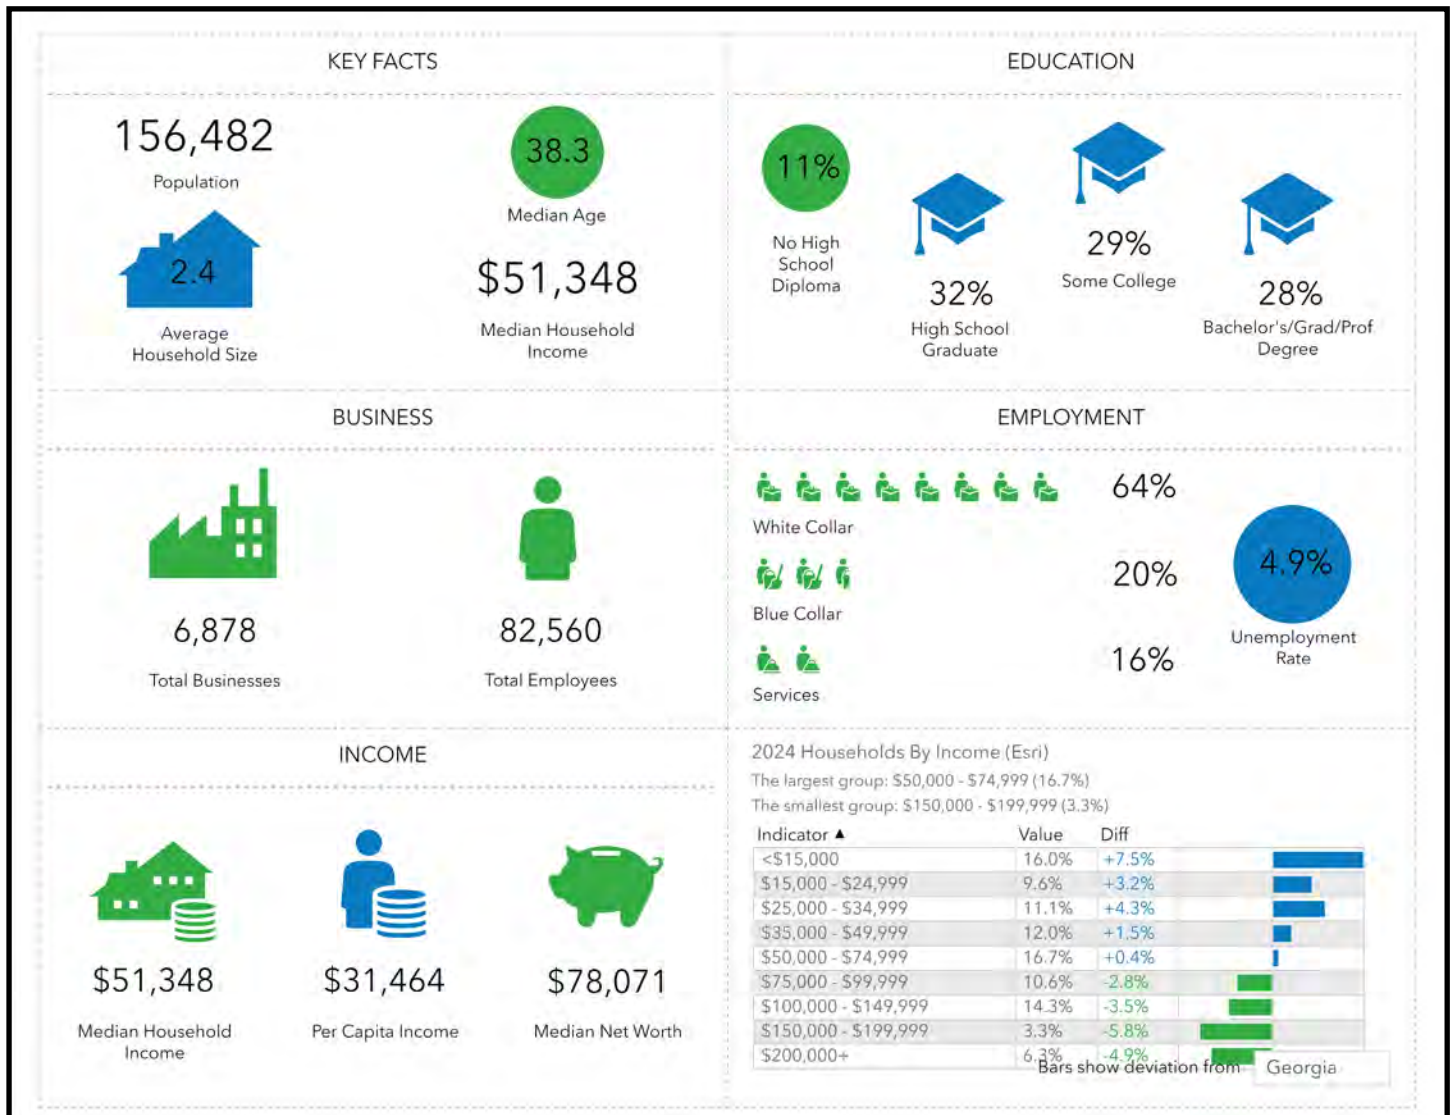 KEY FACTS
156,482
Population
38.3
Median Age
2.4
Average
Household Size
$51,348
Median Household
Income
EDUCATION
11%
No High
School
Diploma
32%
High School
Graduate
29%
Some College
28%
Bachelor's/Grad/Prof
Degree
BUSINESS
6,878
Total Businesses
82,560
Total Employees
EMPLOYMENT
64%
White Collar
20%
Blue Collar
16%
Services
4.9%
Unemployment
Rate
INCOME
$51,348
Median Household
Income
$31,464
Per Capita Income
$78,071
Median Net Worth
2024 Households By Income (Esri)
The largest group: $50,000 - $74,999 (16.7%)
The smallest group: $150,000 - $199,999 (3.3%)
Indicator ▲ Value Diff
<$15,000 16.0% +7.5%
$15,000 - $24,999 9.6% +3.2%
$25,000 - $34,999 11.1% +4.3%
$35,000 - $49,999 12.0% +1.5%
$50,000 - $74,999 16.7% +0.4%
$75,000 - $99,999 10.6% -2.8%
$100,000 - $149,999 14.3% -3.5%
$150,000 - $199,999 3.3% -5.8%
$200,000+ 6.3% -4.9%
Bars show deviation from Georgia